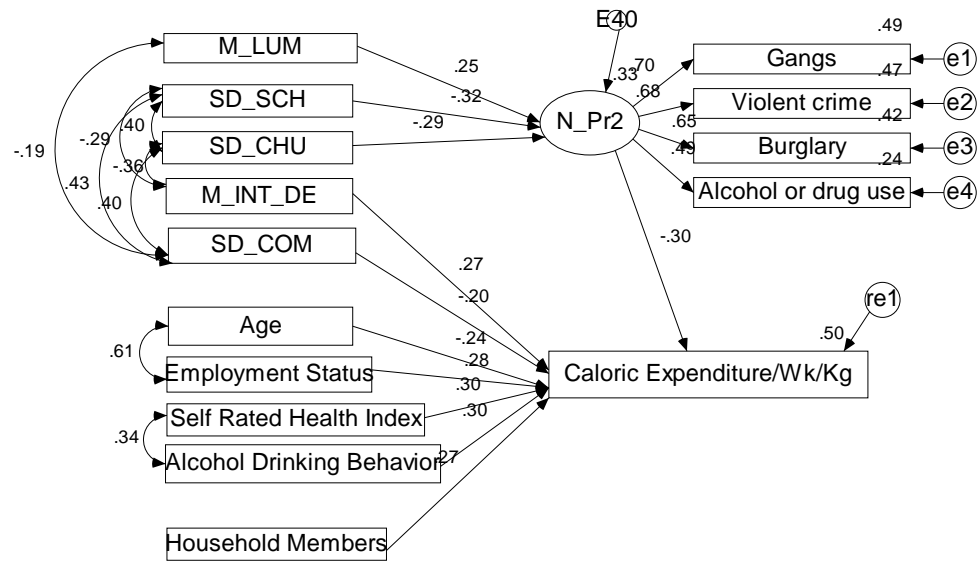 E40
.49
M_LUM
.25
.33
.70
Gangs
e1
.47
SD_SCH
-.32
.68
Violent crime
e2
-.29
.40
-.29
N_Pr2
.65
.42
SD_CHU
Burglary
e3
-.19
-.36
.49
.24
.43
.40
M_INT_DE
Alcohol or drug use
e4
SD_COM
-.30
.27
-.20
re1
Age
-.24
.50
.61
.28
Employment Status
.30
Caloric Expenditure/Wk/Kg
Self Rated Health Index
.30
.34
Alcohol Drinking Behavior
.27
Household Members